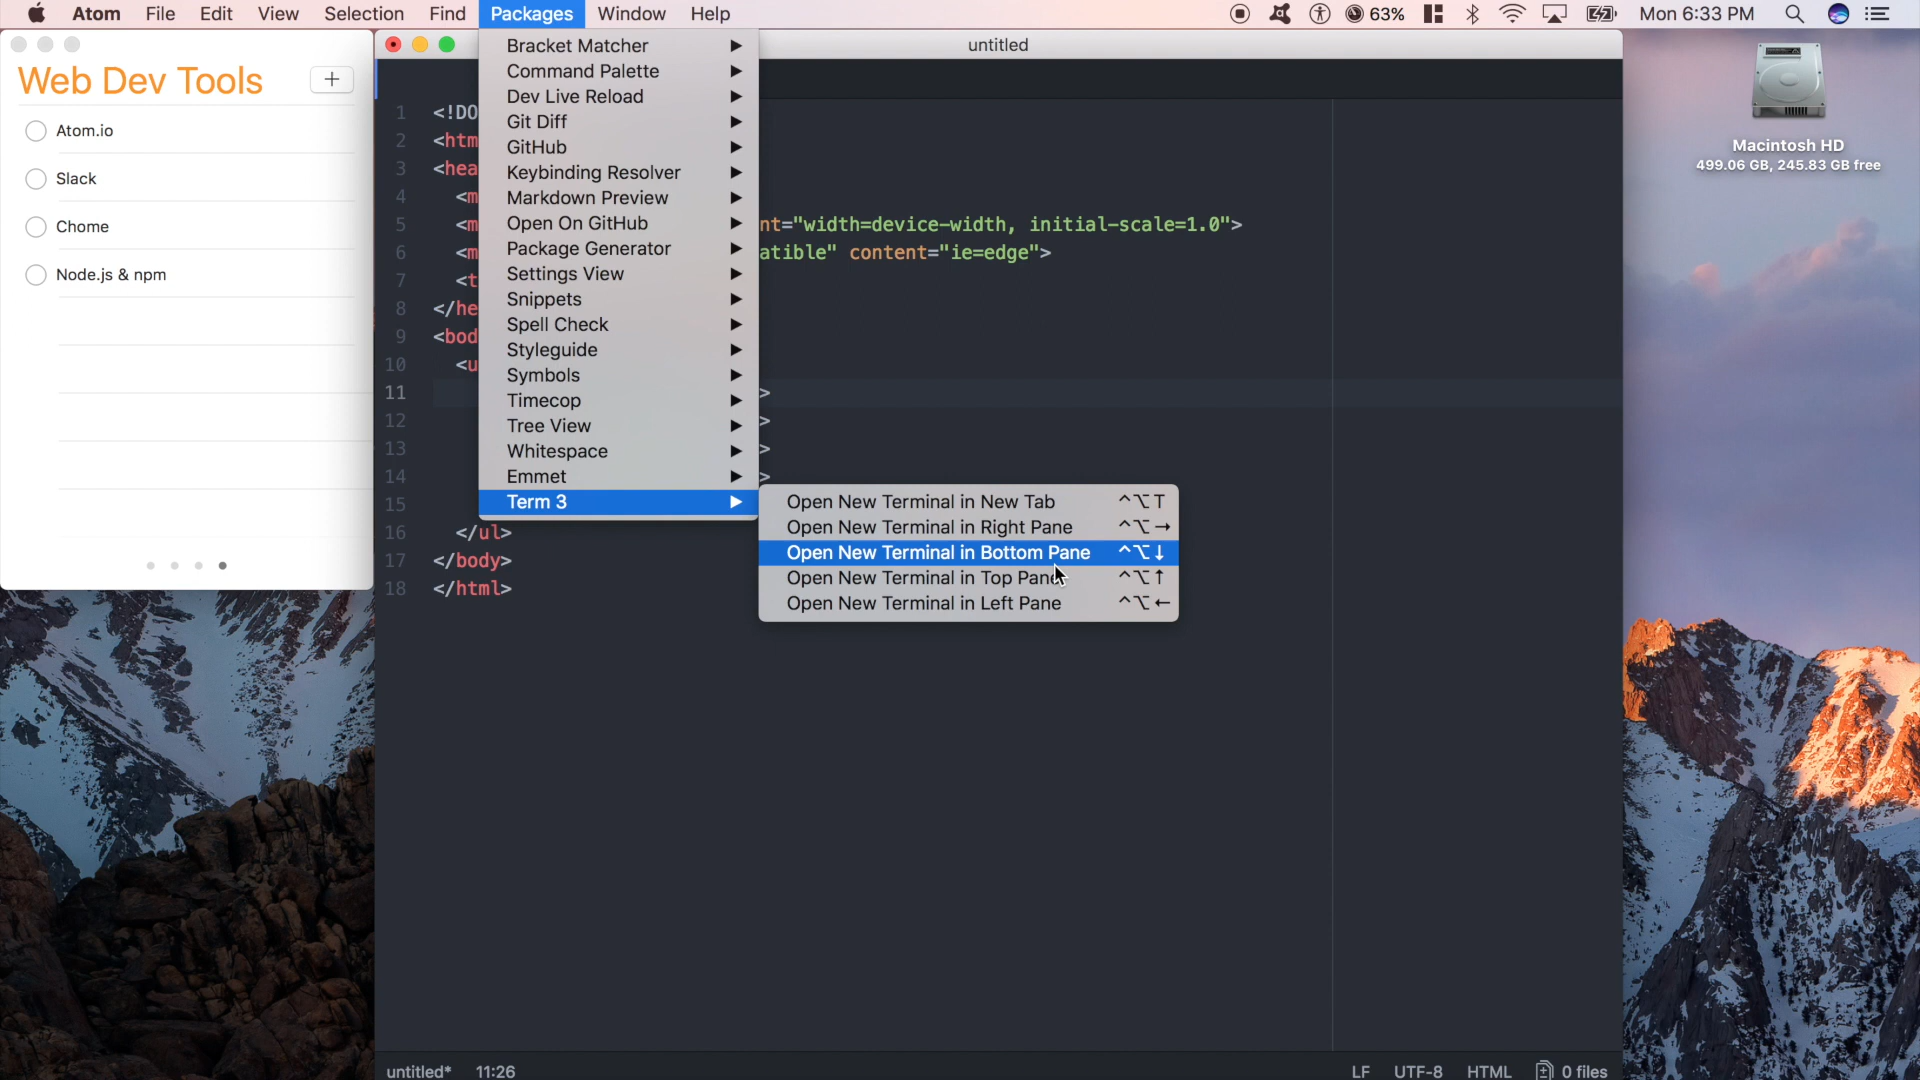 Atom File Edit View Selection Find Packages Window Help 63% Mon 6:33 PM
Web Dev Tools +
Atom.io
Slack
Chome
Node.js & npm
untitled
Bracket Matcher
Command Palette
Dev Live Reload
Git Diff
GitHub
Keybinding Resolver
Markdown Preview
Open On GitHub
Package Generator
Settings View
Snippets
Spell Check
Styleguide
Symbols
Timecop
Tree View
Whitespace
Emmet
Term 3
Open New Terminal in New Tab ^⌥T
Open New Terminal in Right Pane ^⌥→
Open New Terminal in Bottom Pane ^⌥↓
Open New Terminal in Top Pane ^⌥↑
Open New Terminal in Left Pane ^⌥←
1 <!DO
2 <htm
3 <hea
4 <m
5 <m nt="width=device-width, initial-scale=1.0">
6 <m atible" content="ie=edge">
7 <t
8 </he
9 <bod
10 <u
11 >
12 >
13 >
14 >
15
16 </ul>
17 </body>
18 </html>
untitled* 11:26 LF UTF-8 HTML 0 files
Macintosh HD
499.06 GB, 245.83 GB free